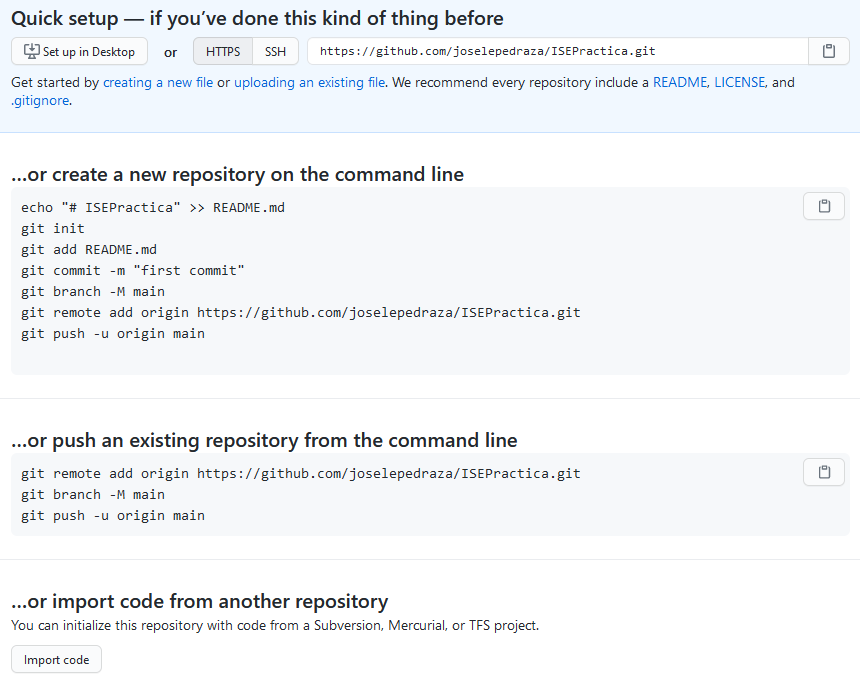 Quick setup — if you’ve done this kind of thing before
Set up in Desktop or HTTPS SSH https://github.com/joselepedraza/ISEPractica.git
Get started by creating a new file or uploading an existing file. We recommend every repository include a README, LICENSE, and
.gitignore.
…or create a new repository on the command line
echo "# ISEPractica" >> README.md
git init
git add README.md
git commit -m "first commit"
git branch -M main
git remote add origin https://github.com/joselepedraza/ISEPractica.git
git push -u origin main
…or push an existing repository from the command line
git remote add origin https://github.com/joselepedraza/ISEPractica.git
git branch -M main
git push -u origin main
…or import code from another repository
You can initialize this repository with code from a Subversion, Mercurial, or TFS project.
Import code